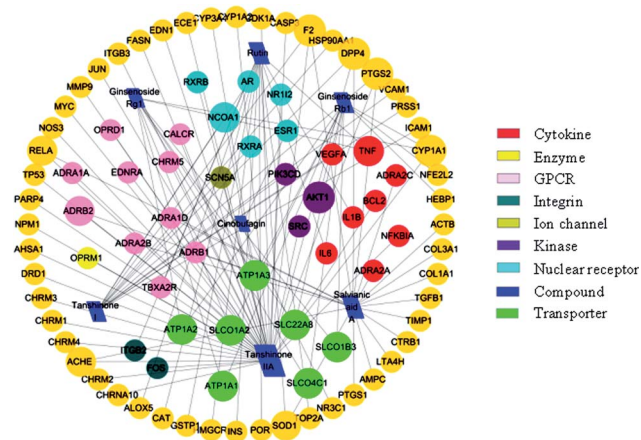 ECE1
CYP3A4
CYP1A2
CDK1A
CASP3
F2
HSP90AA1
DPP4
PTGS2
VCAM1
PRSS1
ICAM1
CYP1A1
NFE2L2
HEBP1
ACTB
COL3A1
COL1A1
TGFB1
TIMP1
CTRB1
LTA4H
AMPC
PTGS1
NR3C1
TOP2A
SOD1
POR
INS
HMGCR
GSTP1
CAT
ALOX5
CHRNA10
CHRM2
ACHE
CHRM4
CHRM1
CHRM3
DRD1
AHSA1
NPM1
PARP4
TP53
RELA
NOS3
MYC
MMP9
JUN
ITGB3
FASN
EDN1
Rutin
Ginsenoside
Rg1
Ginsenoside
Rb1
RXRB
AR
NR1I2
NCOA1
ESR1
RXRA
OPRD1
CALCR
CHRM5
EDNRA
ADRA1A
ADRB2
ADRA1D
ADRA2B
ADRB1
OPRM1
TBXA2R
SCN5A
PIK3CD
AKT1
SRC
VEGFA
TNF
ADRA2C
BCL2
IL1B
NFKBIA
IL6
ADRA2A
Cinobulagin
Tanshinone
I
Salvianic
aid
A
Tanshinone
IIA
ATP1A3
ATP1A2
SLCO1A2
SLC22A8
SLCO1B3
SLCO4C1
ATP1A1
ITGB2
FOS
Cytokine
Enzyme
GPCR
Integrin
Ion channel
Kinase
Nuclear receptor
Compound
Transporter